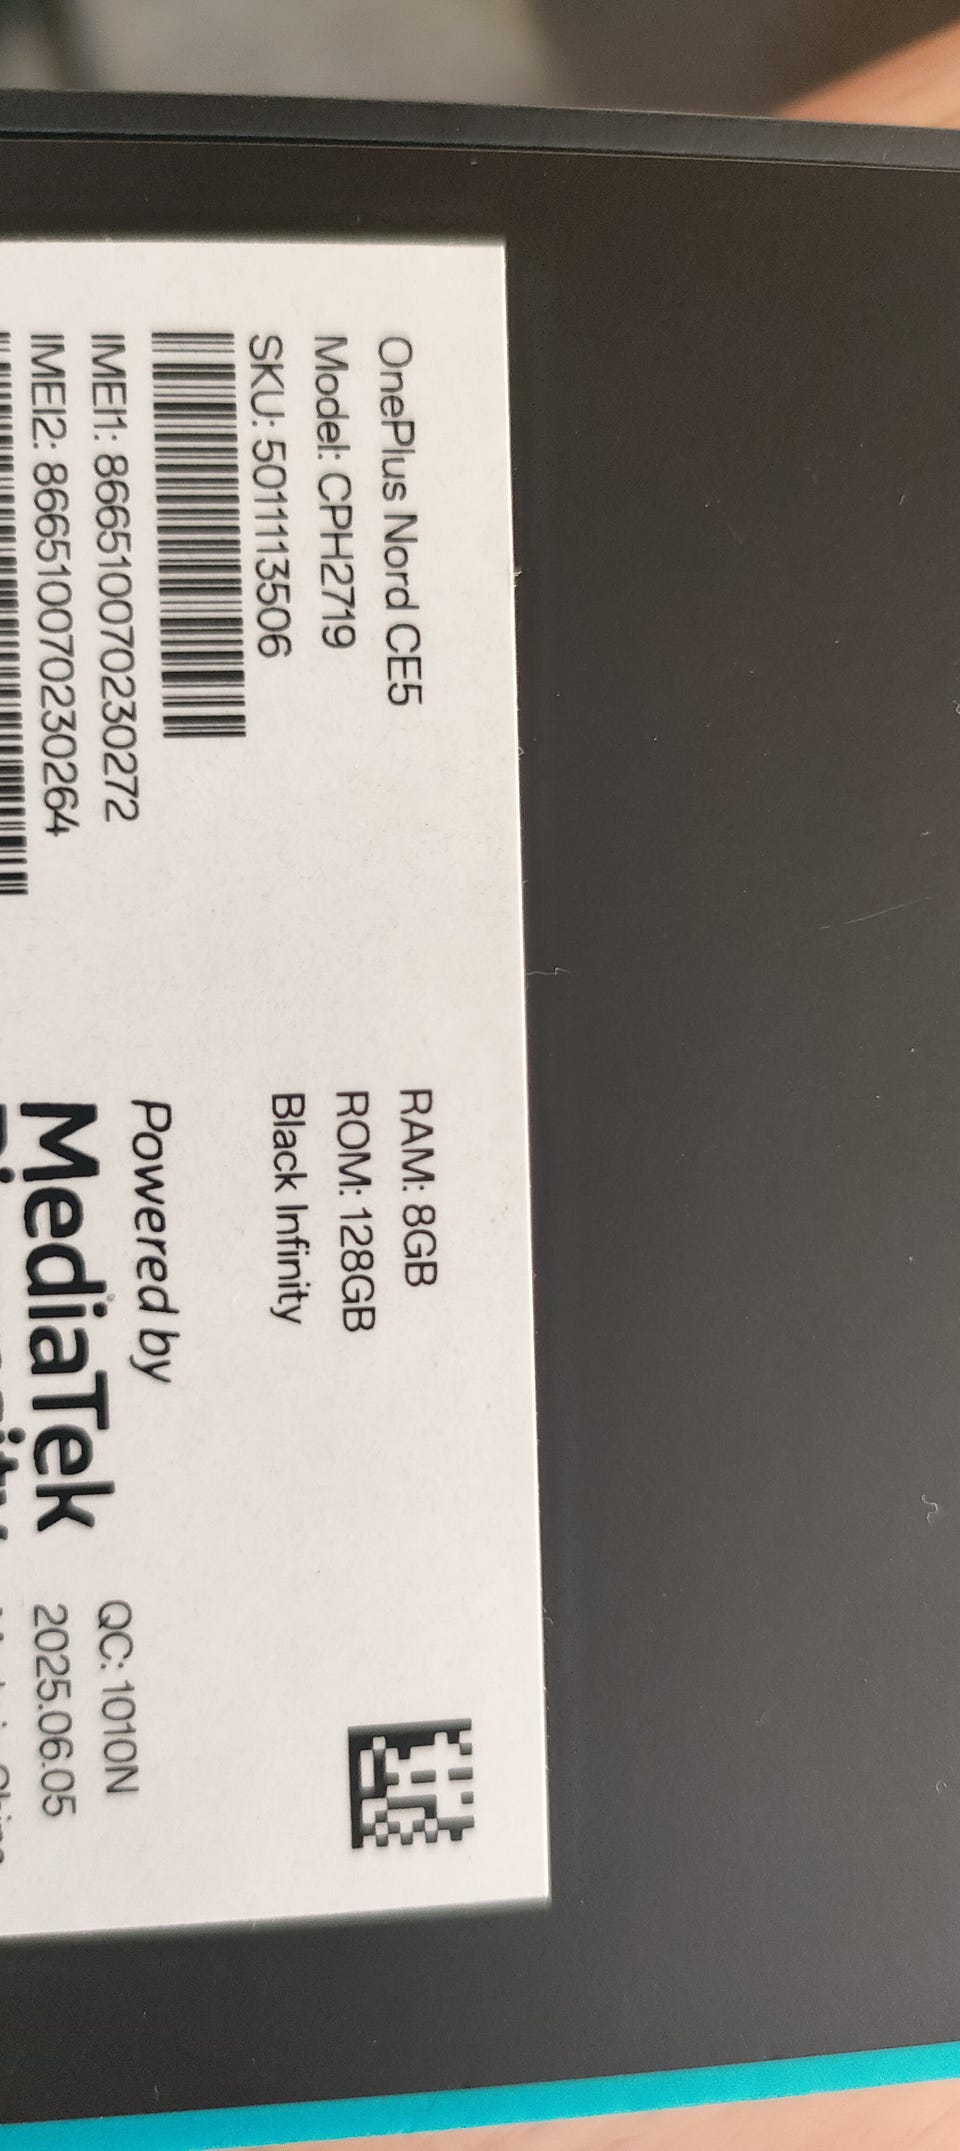 OnePlus Nord CE5
Model: CPH2719
SKU: 5011113506
IMEI1: 866510070230272
IMEI2: 866510070230264
RAM: 8GB
ROM: 128GB
Black Infinity
Powered by
MediaTek
QC: 1010N
2025.06.05